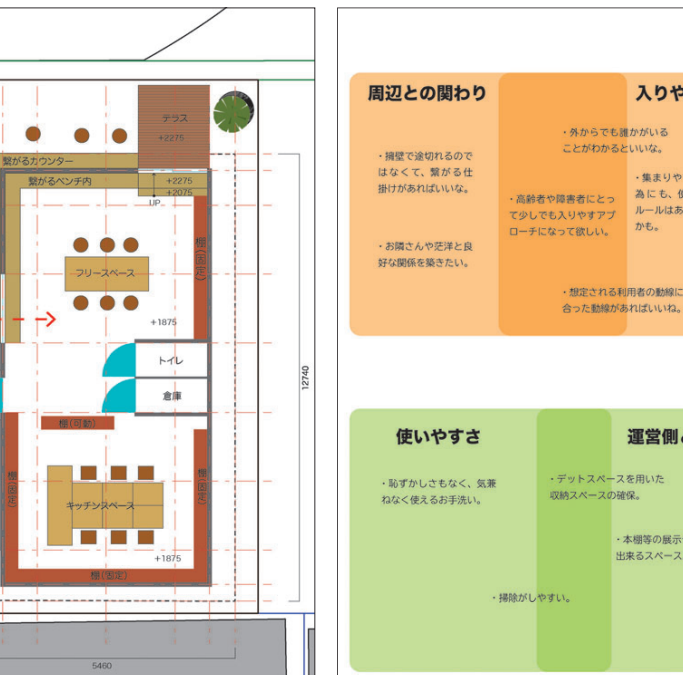 テラス
+2275
繋がるカウンター
繋がるベンチ内
+2275
+2075
UP
棚(固定)
フリースペース
+1875
トイレ
倉庫
12740
棚(可動)
棚(固定)
棚(固定)
キッチンスペース
+1875
棚(固定)
5460
周辺との関わり
入りや
・擁壁で途切れるので
はなくて、繋がる仕
掛けがあればいいな。
・お隣さんや茫洋と良
好な関係を築きたい。
・高齢者や障害者にとっ
て少しでも入りやすアプ
ローチになって欲しい。
・外からでも誰かがいる
ことがわかるといいな。
・集まりや
為にも、使
ルールはあ
かも。
・想定される利用者の動線に
合った動線があればいいね。
使いやすさ
運営側
・恥ずかしさもなく、気兼
ねなく使えるお手洗い。
・デットスペースを用いた
収納スペースの確保。
・本棚等の展示
出来るスペース
・掃除がしやすい。